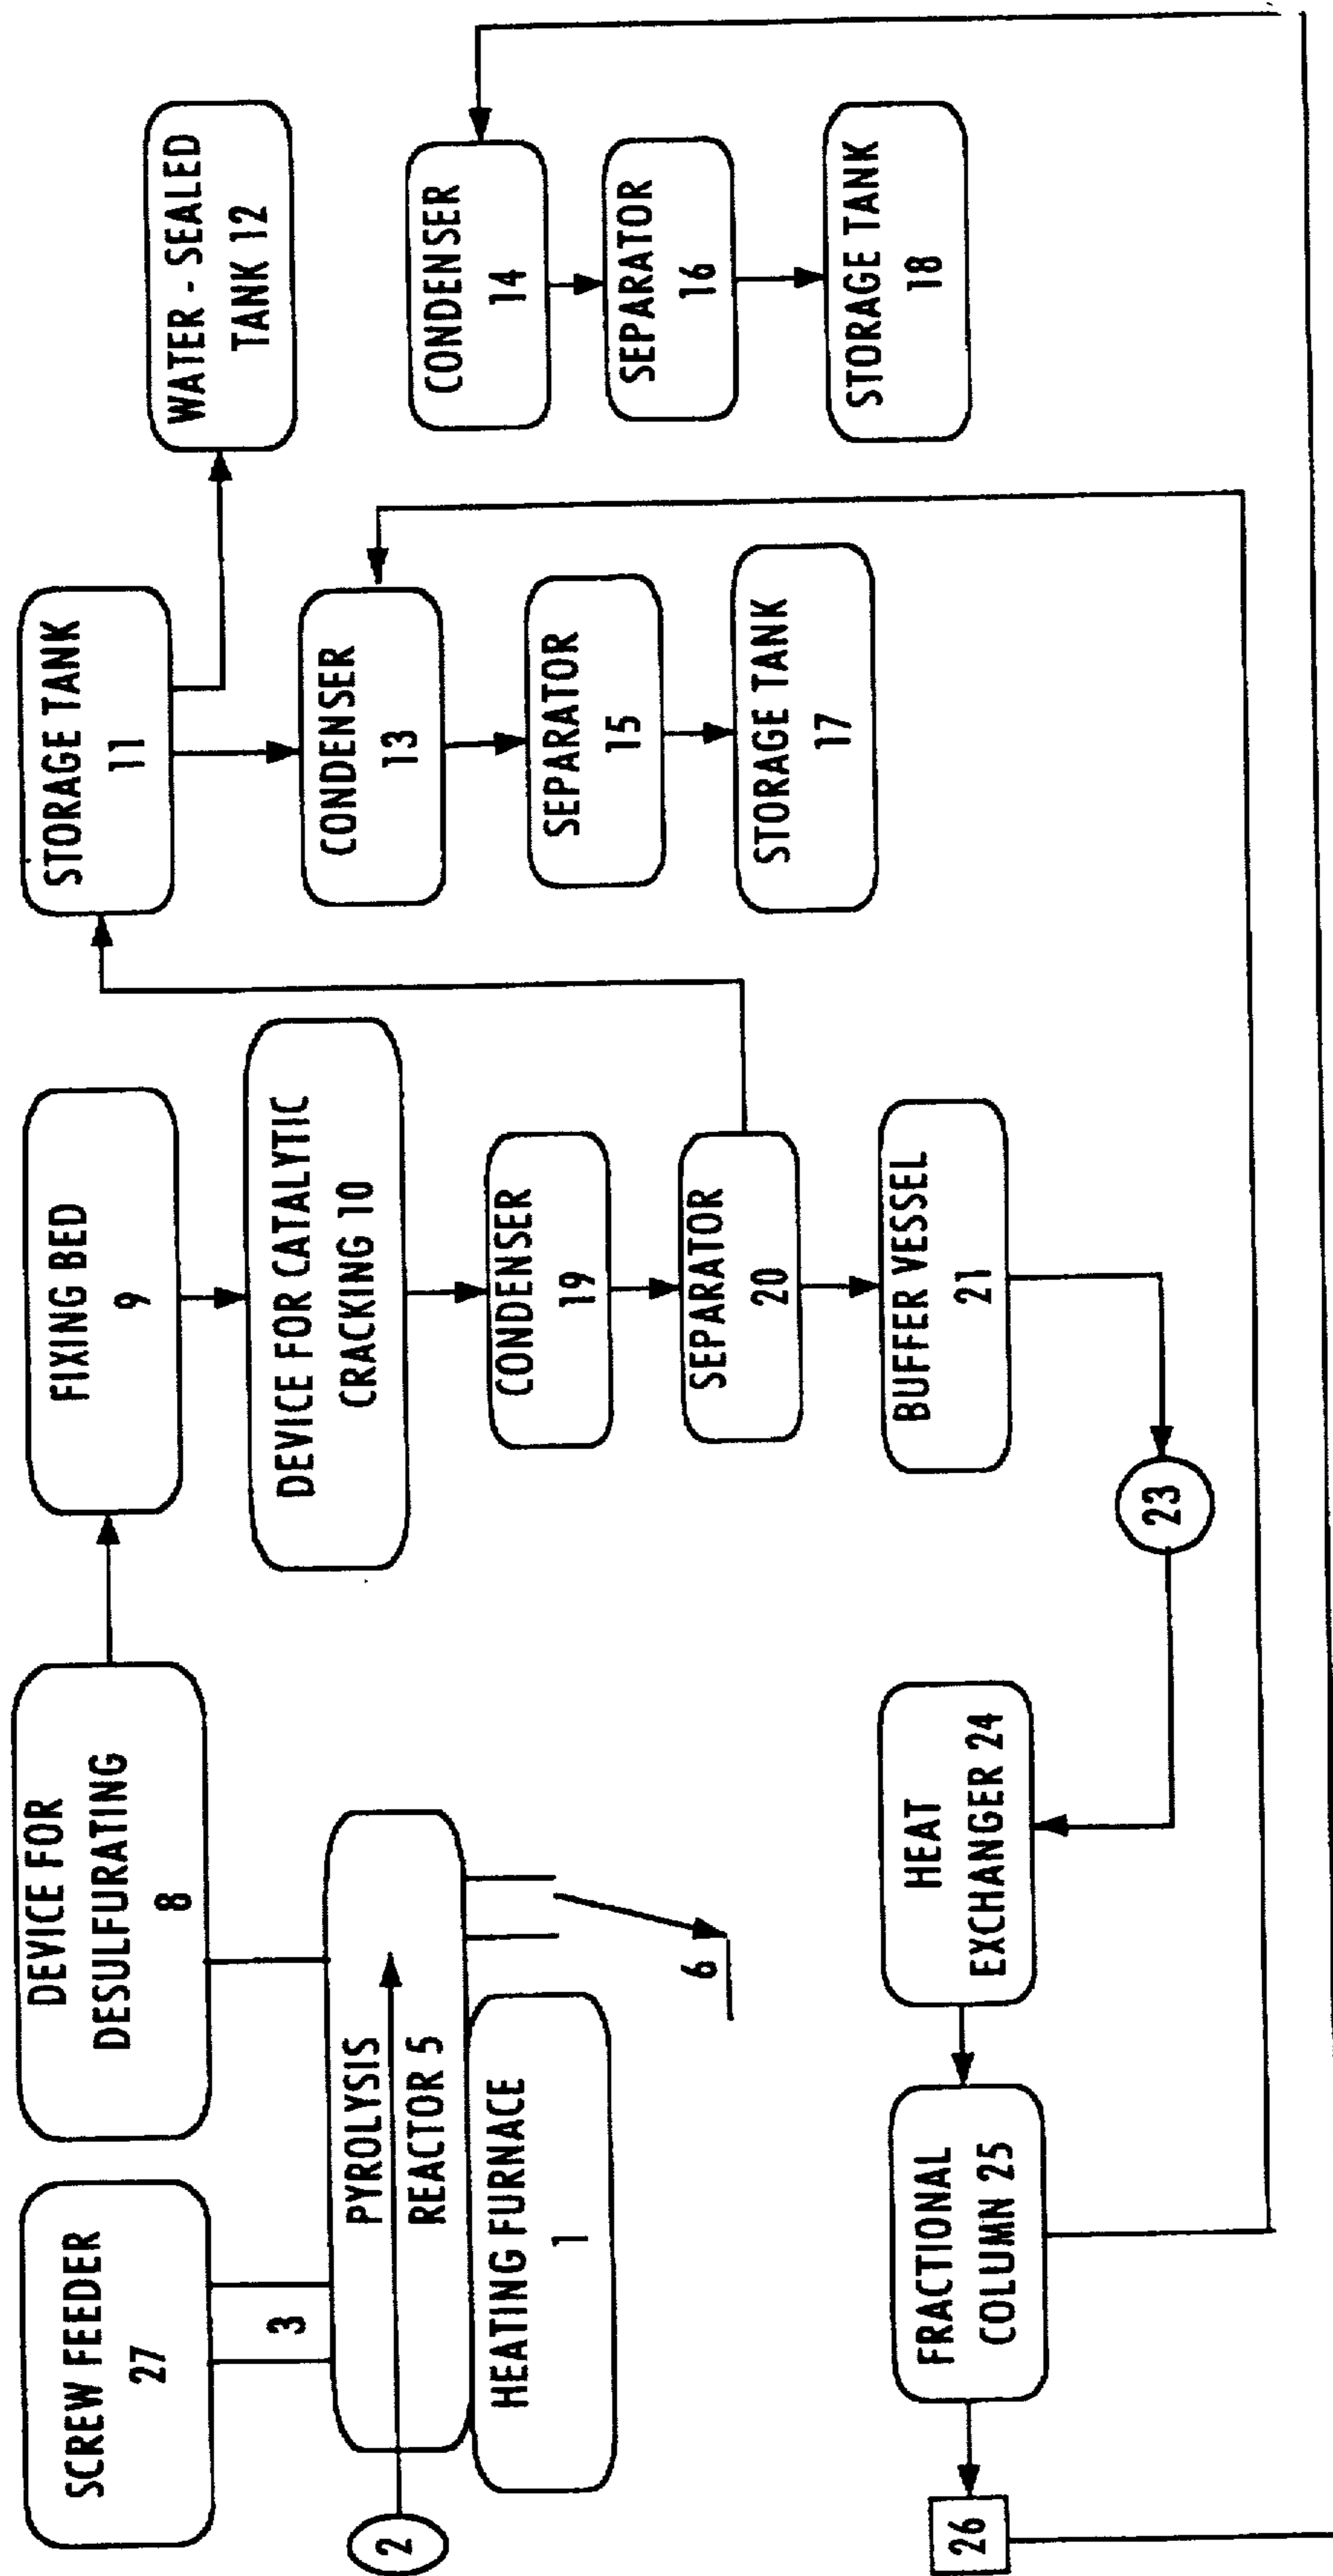 SCREW FEEDER
27
3
2
PYROLYSIS
REACTOR 5
HEATING FURNACE
1
6
DEVICE FOR
DESULFURATING
8
FIXING BED
9
DEVICE FOR CATALYTIC
CRACKING 10
CONDENSER
19
SEPARATOR
20
BUFFER VESSEL
21
23
HEAT
EXCHANGER 24
FRACTIONAL
COLUMN 25
26
STORAGE TANK
11
WATER - SEALED
TANK 12
CONDENSER
13
SEPARATOR
15
STORAGE TANK
17
CONDENSER
14
SEPARATOR
16
STORAGE TANK
18